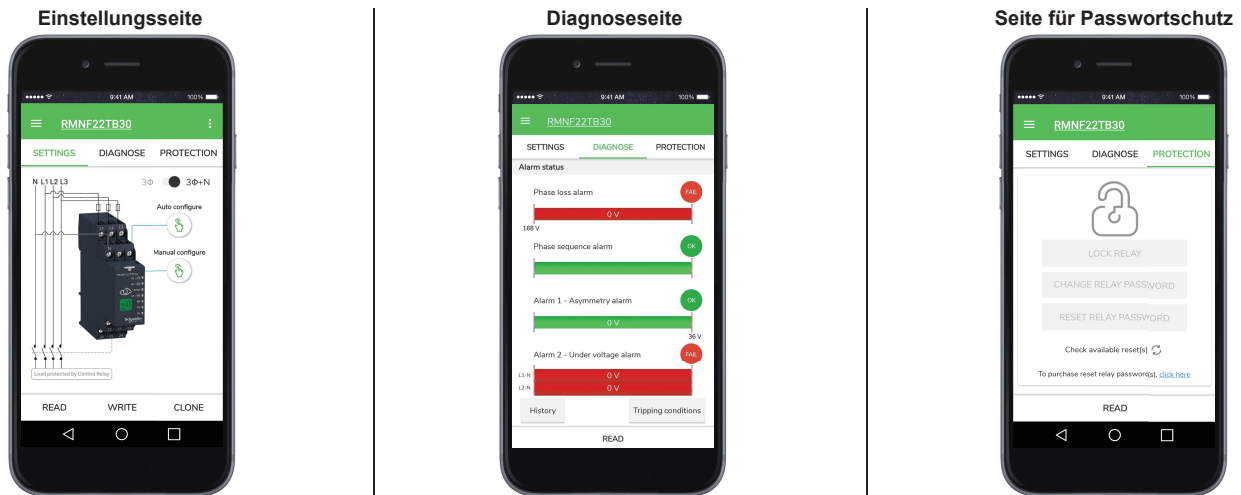 Einstellungsseite
9:41 AM 100%
RMNF22TB30
SETTINGS DIAGNOSE PROTECTION
N L1 L2 L3
3Φ 3Φ+N
Auto configure
Manual configure
Load protected by Control Relay
READ WRITE CLONE
Diagnoseseite
9:41 AM 100%
RMNF22TB30
SETTINGS DIAGNOSE PROTECTION
Alarm status
Phase loss alarm FAIL
0 V
168 V
Phase sequence alarm OK
Alarm 1 - Asymmetry alarm OK
0 V
36 V
Alarm 2 - Under voltage alarm FAIL
L1-N 0 V
L2-N 0 V
History Tripping conditions
READ
Seite für Passwortschutz
9:41 AM 100%
RMNF22TB30
SETTINGS DIAGNOSE PROTECTION
LOCK RELAY
CHANGE RELAY PASSWORD
RESET RELAY PASSWORD
Check available reset(s)
To purchase reset relay password(s), click here
READ